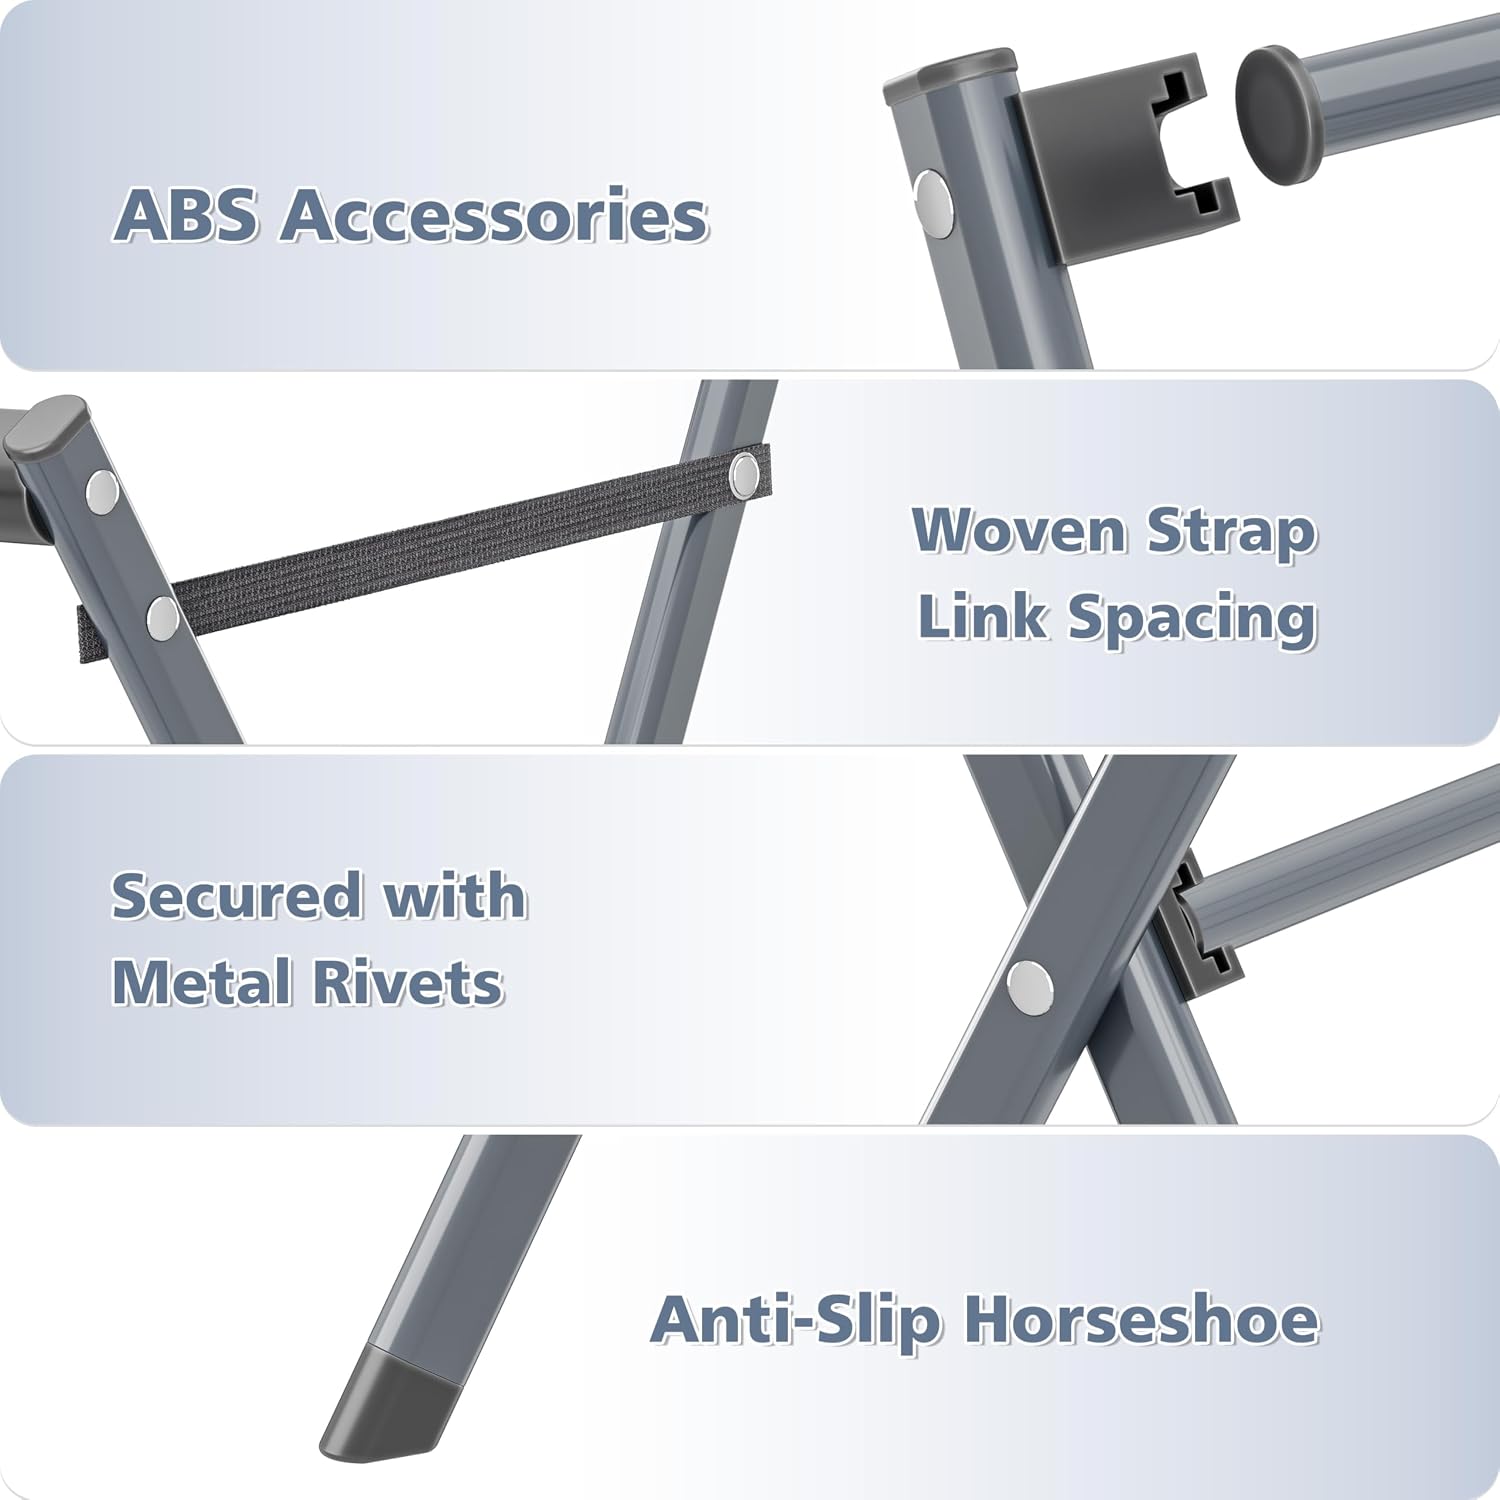 ABS Accessories
Woven Strap
Link Spacing
Secured with
Metal Rivets
Anti-Slip Horseshoe